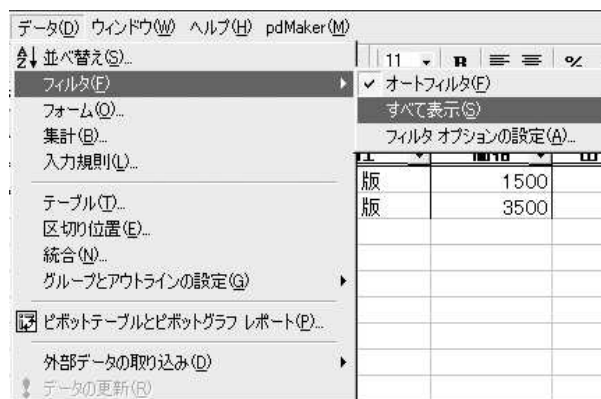 データ(D) ウィンドウ(W) ヘルプ(H) pdMaker(M)
並べ替え(S)...
11 B %
フィルタ(F)
オートフィルタ(F)
フォーム(O)...
すべて表示(S)
集計(B)...
フィルタ オプションの設定(A)...
入力規則(L)...
版 1500
テーブル(T)...
版 3500
区切り位置(E)...
統合(N)...
グループとアウトラインの設定(G)
ピボットテーブルとピボットグラフ レポート(P)...
外部データの取り込み(D)
データの更新(R)